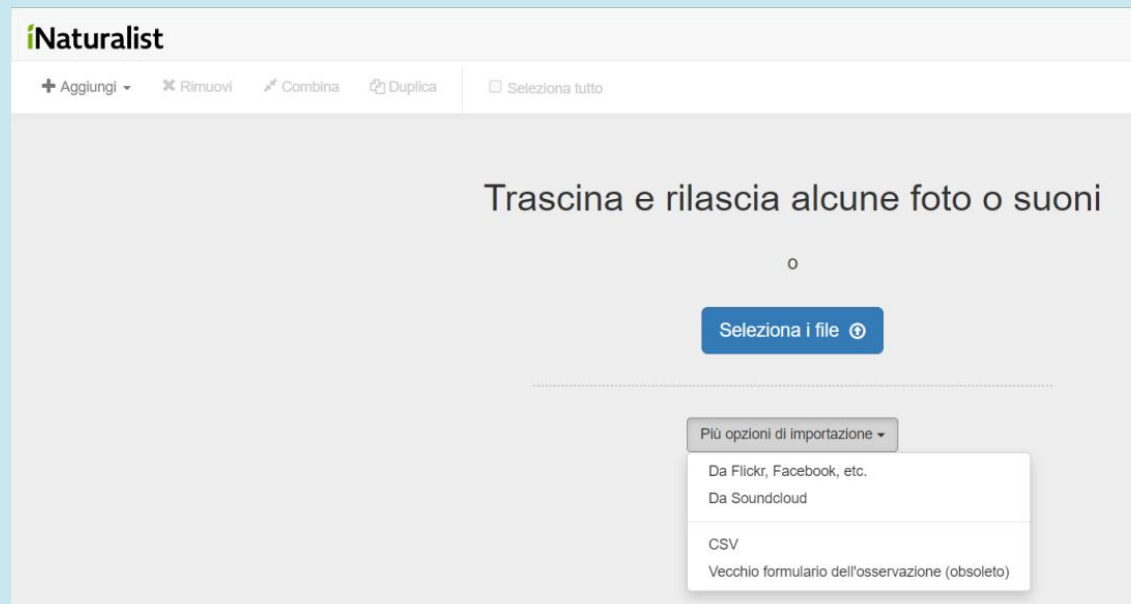 iNaturalist
Aggiungi Rimuovi Combina Duplica Seleziona tutto
Trascina e rilascia alcune foto o suoni
o
Seleziona i file
Più opzioni di importazione
Da Flickr, Facebook, etc.
Da Soundcloud
CSV
Vecchio formulario dell'osservazione (obsoleto)